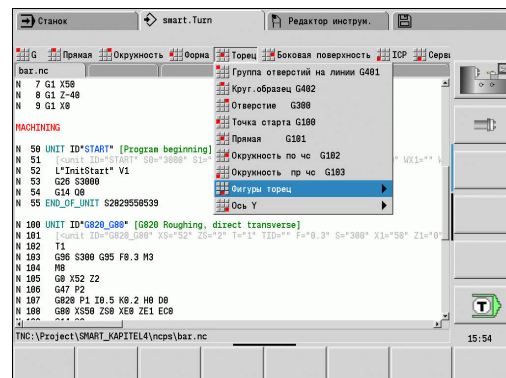 Станок
smart.Turn
Редактор инструм.
G Прямая Окружность Форма Торец Боковая поверхность ICP Серви
bar.nc
N 7 G1 X50
N 8 G1 Z-40
N 9 G1 X0
MACHINING
N 50 UNIT ID"START" [Program beginning]
N 51 [<unit ID="START" S0="3000" S1=" " WX1=""
N 52 L"InitStart" V1
N 53 G26 S3000
N 54 G14 Q0
N 55 END_OF_UNIT S2829550539
N 100 UNIT ID"G820_G80" [G820 Roughing, direct transverse]
N 101 [<unit ID="G820_G80" XS="52" ZS="2" T="1" TID="" F="0.3" S="300" X1="50" Z1="0"
N 102 T1
N 103 G96 S300 G95 F0.3 M3
N 104 M8
N 105 G0 X52 Z2
N 106 G47 P2
N 107 G820 P1 I0.5 K0.2 H0 D0
N 108 G80 XS50 ZS0 XE0 ZE1 EC0
Группа отверстий на линии G401
Круг.образец G402
Отверстие G300
Точка старта G100
Прямая G101
Окружность по чс G102
Окружность пр чс G103
Фигуры торец
Ось Y
TNC:\Project\SMART_KAPITEL4\ncps\bar.nc
T
15:54